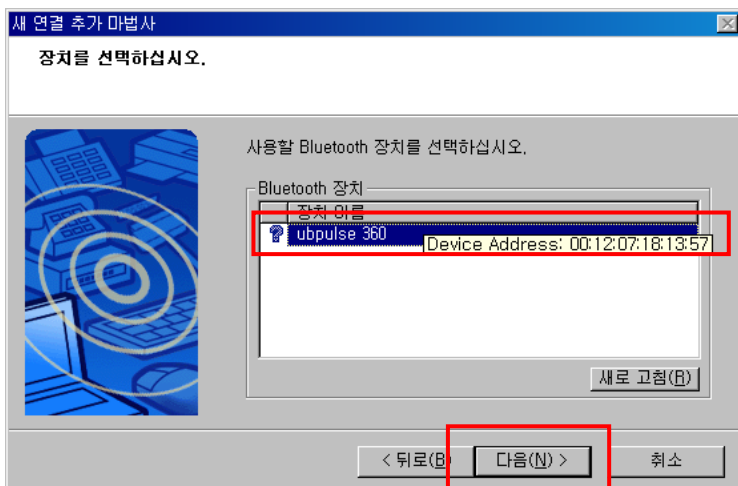 새 연결 추가 마법사
장치를 선택하십시오.
사용할 Bluetooth 장치를 선택하십시오.
Bluetooth 장치
장치 이름
ubpulse 360
Device Address: 00:12:07:18:13:57
새로 고침(R)
< 뒤로(B
다음(N) >
취소